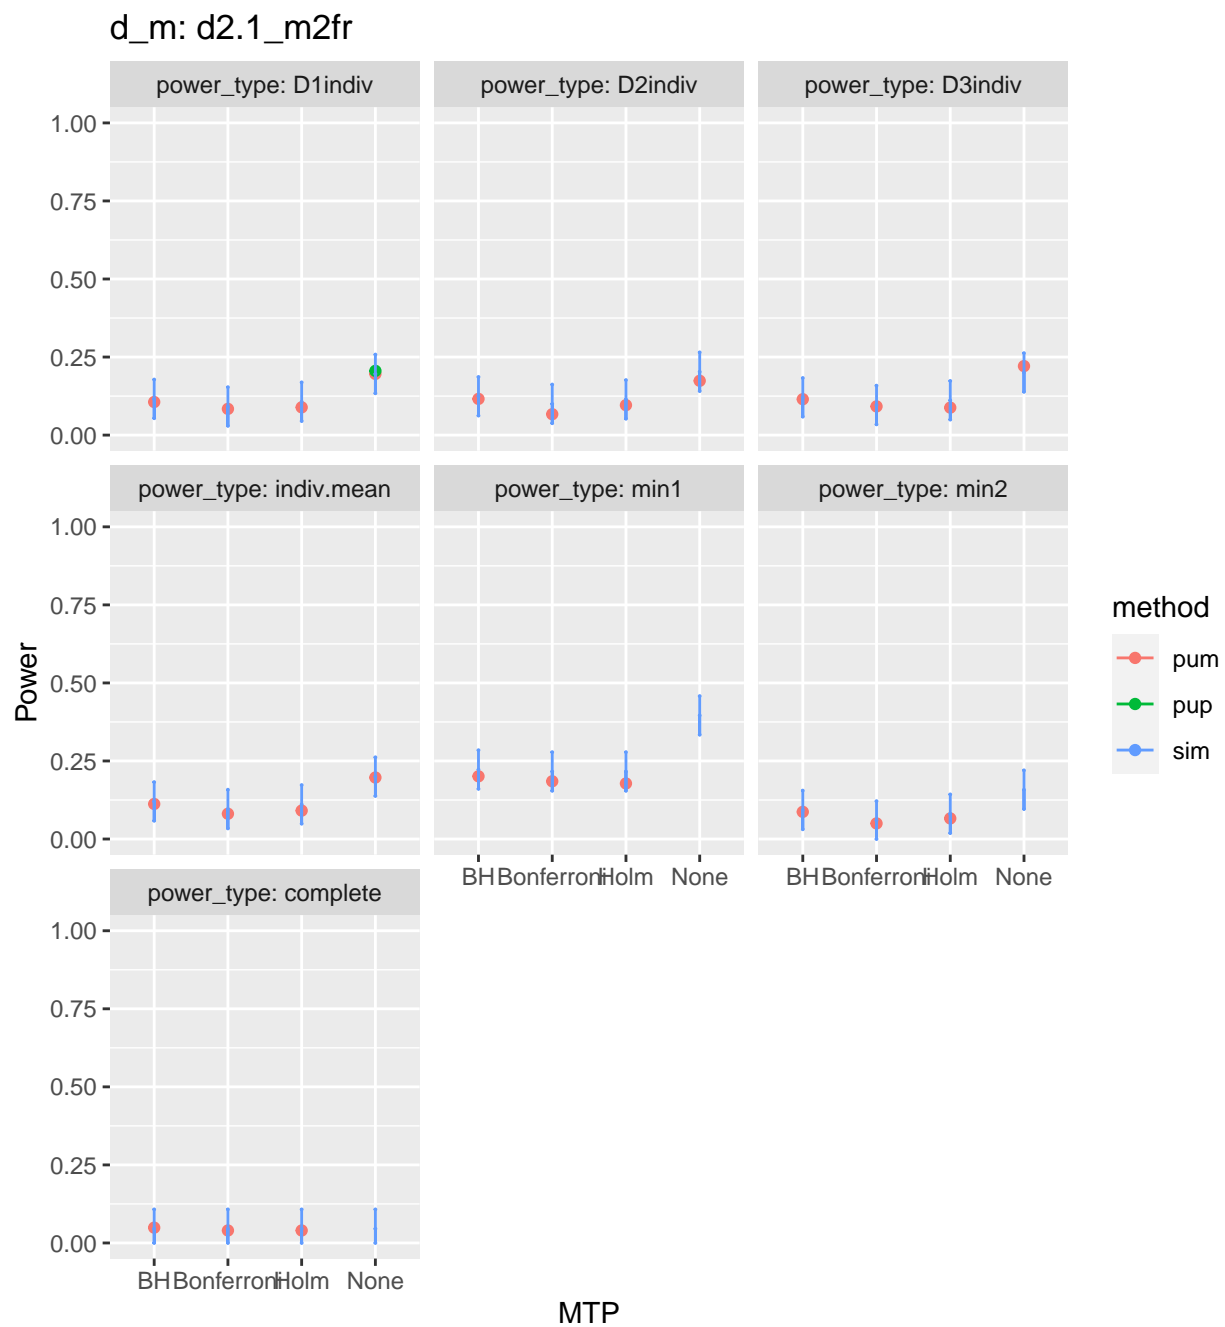 d_m: d2.1_m2fr
power_type: D1indiv power_type: D2indiv power_type: D3indiv
1.00
0.75
0.50
0.25
0.00
power_type: indiv.mean power_type: min1 power_type: min2
1.00
0.75
0.50
0.25
0.00
BH Bonferroni Holm None BH Bonferroni Holm None
power_type: complete
1.00
0.75
0.50
0.25
0.00
BH Bonferroni Holm None
MTP
Power
method
pum
pup
sim